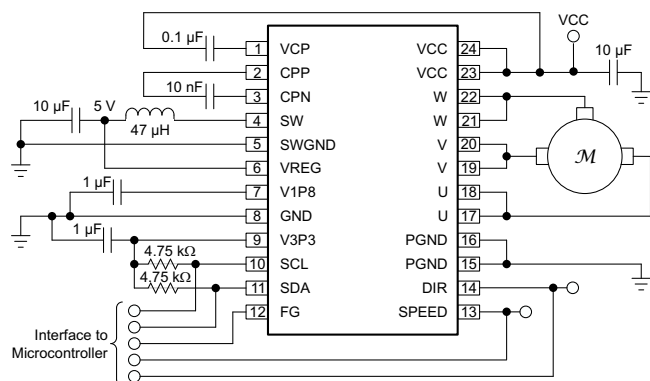 VCC
0.1 µF
10 µF
1 VCP VCC 24
2 CPP VCC 23
10 nF
3 CPN W 22
10 µF
5 V
47 µH
4 SW W 21
5 SWGND V 20
M
6 VREG V 19
1 µF
7 V1P8 U 18
8 GND U 17
1 µF
9 V3P3 PGND 16
4.75 kΩ
10 SCL PGND 15
4.75 kΩ
11 SDA DIR 14
12 FG SPEED 13
Interface to
Microcontroller